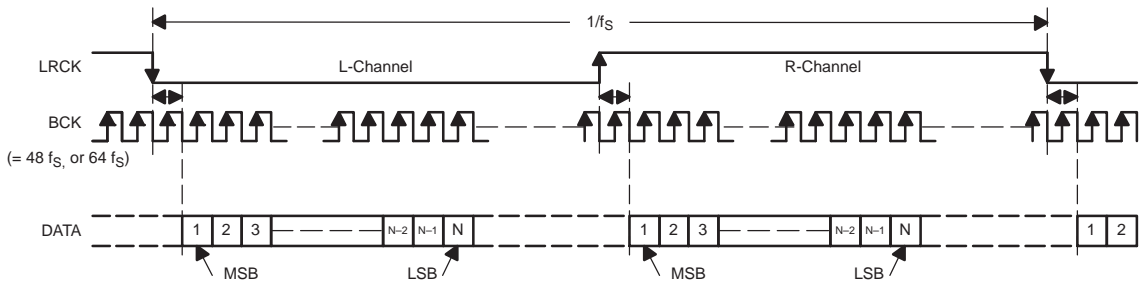 1/fS
LRCK
L-Channel
R-Channel
BCK
(= 48 fS, or 64 fS)
DATA
1 2 3 N–2 N–1 N 1 2 3 N–2 N–1 N 1 2
MSB LSB MSB LSB